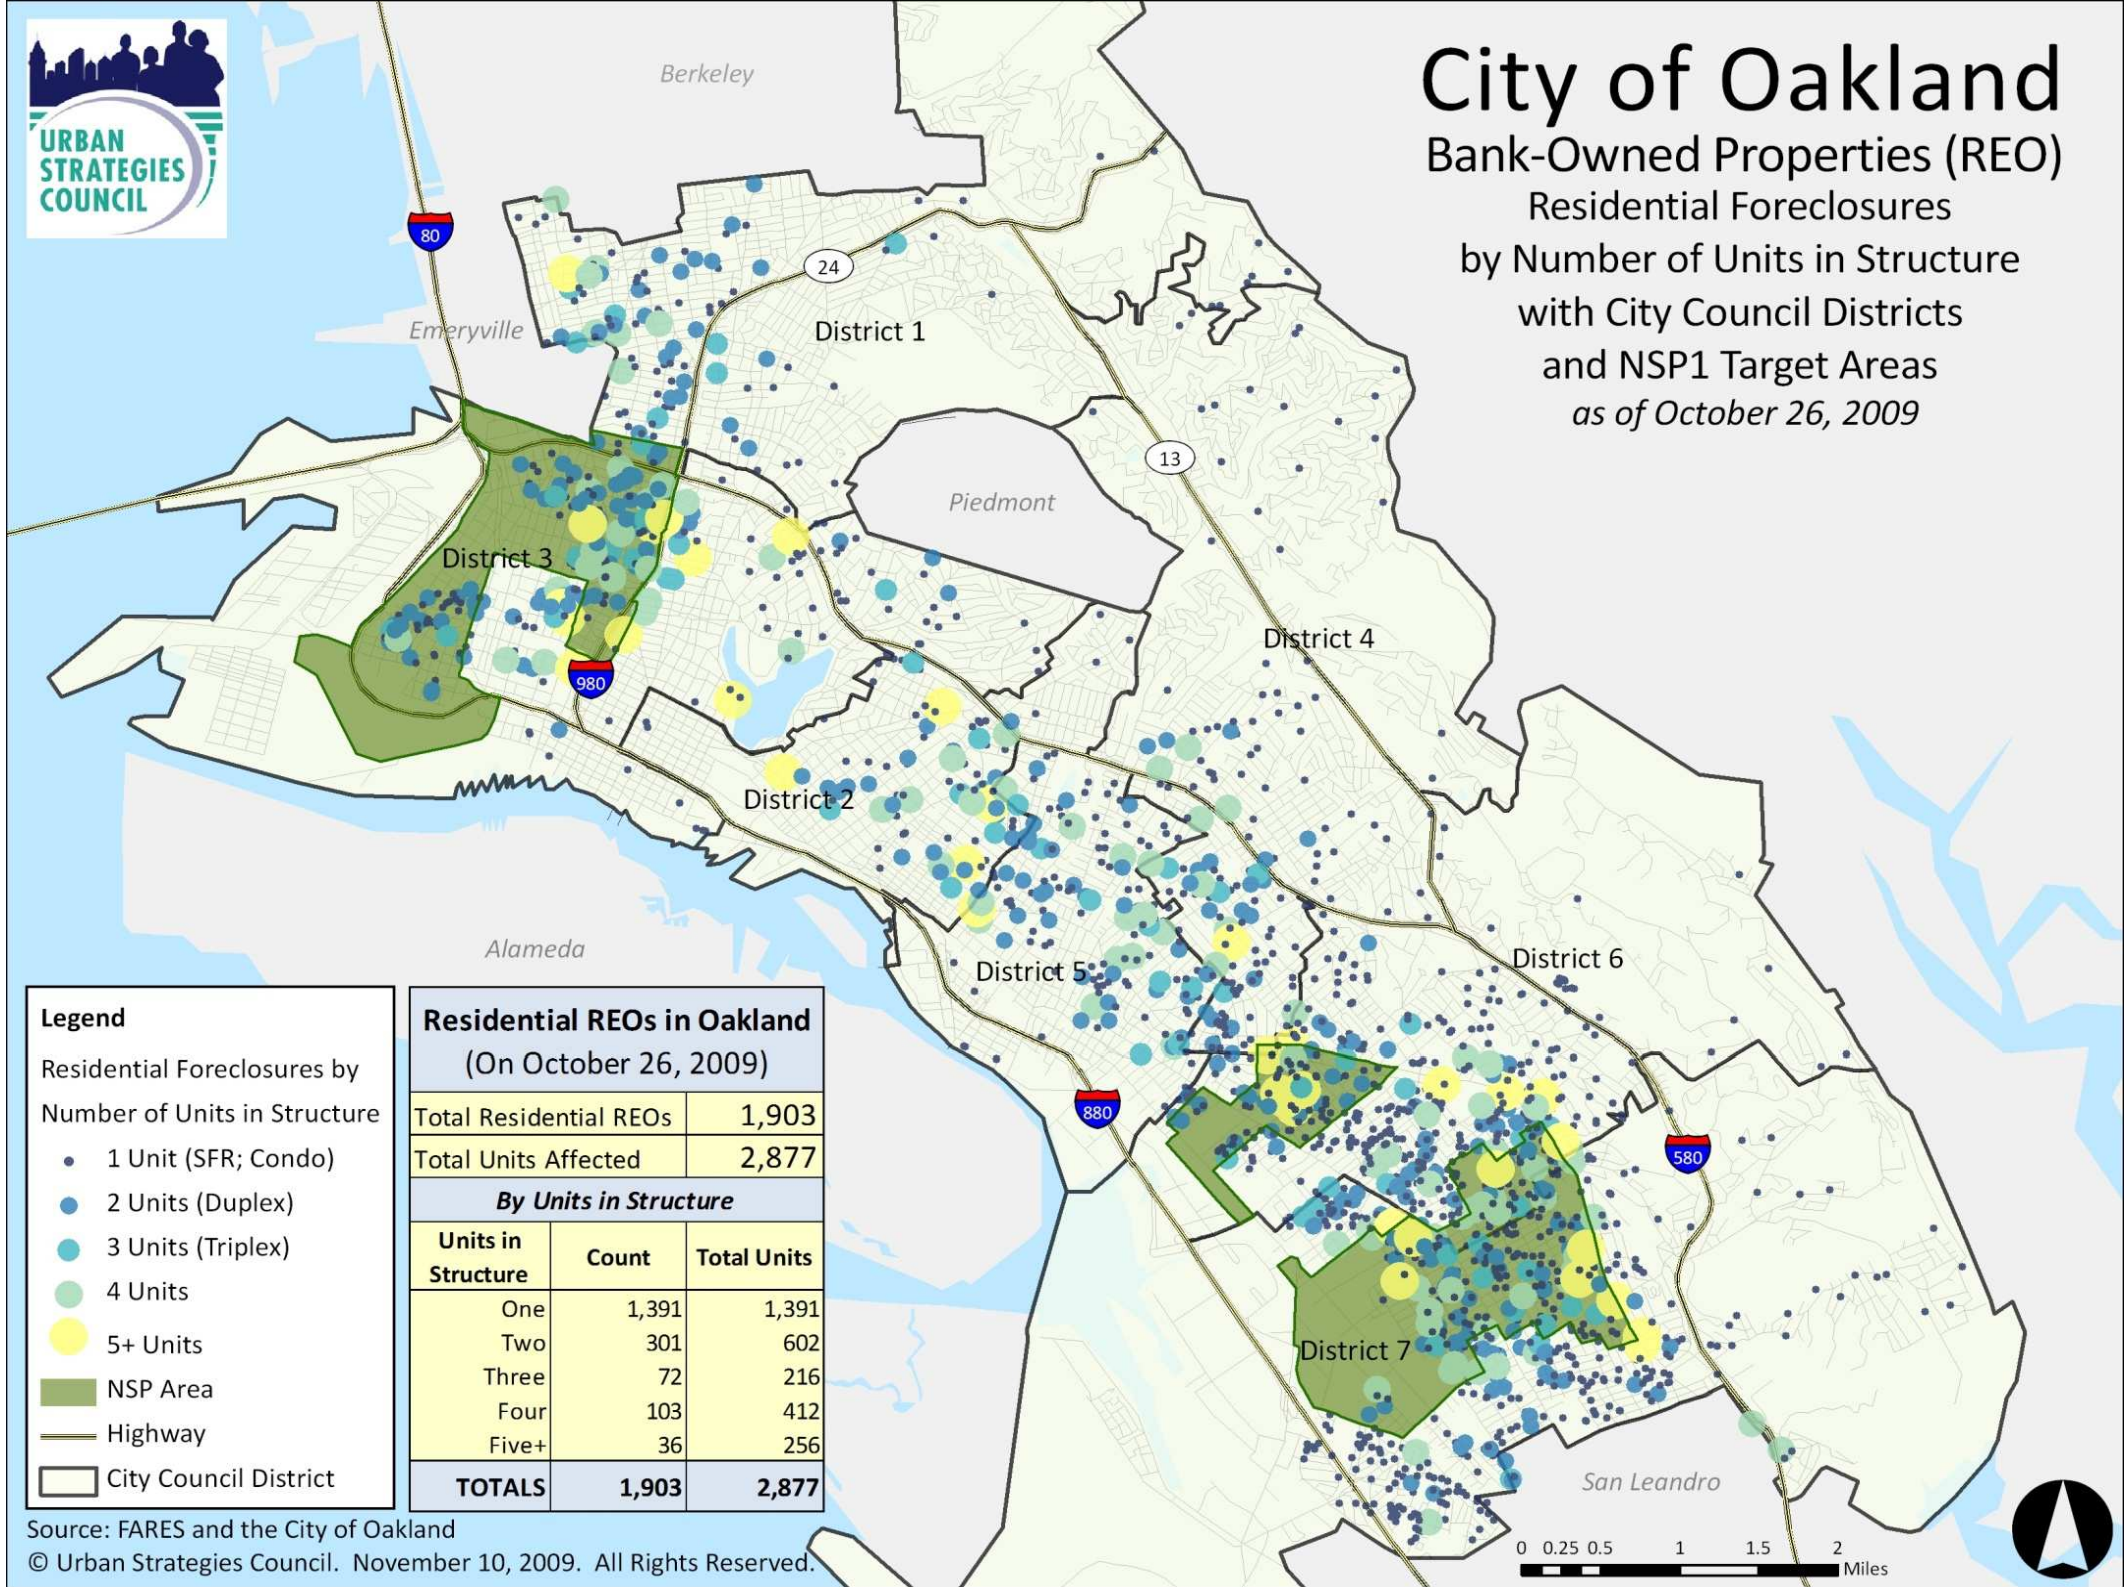 URBAN
STRATEGIES
COUNCIL
City of Oakland
Bank-Owned Properties (REO)
Residential Foreclosures
by Number of Units in Structure
with City Council Districts
and NSP1 Target Areas
as of October 26, 2009
Berkeley
80
24
Emeryville
District 1
13
Piedmont
District 3
District 4
980
District 2
Alameda
District 5
District 6
880
580
District 7
San Leandro
Legend
Residential Foreclosures by
Number of Units in Structure
1 Unit (SFR; Condo)
2 Units (Duplex)
3 Units (Triplex)
4 Units
5+ Units
NSP Area
Highway
City Council District
Residential REOs in Oakland
(On October 26, 2009)
Total Residential REOs 1,903
Total Units Affected 2,877
By Units in Structure
Units in Structure Count Total Units
One 1,391 1,391
Two 301 602
Three 72 216
Four 103 412
Five+ 36 256
TOTALS 1,903 2,877
Source: FARES and the City of Oakland
© Urban Strategies Council. November 10, 2009. All Rights Reserved.
0 0.25 0.5 1 1.5 2
Miles